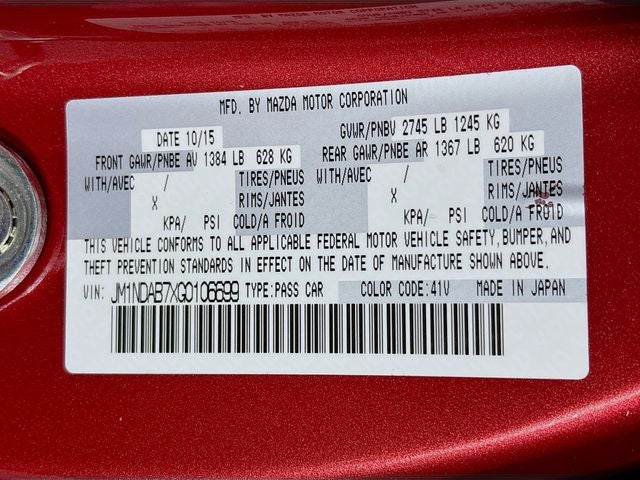 MFD. BY MAZDA MOTOR CORPORATION
DATE 10/15 GVWR/PNBV 2745 LB 1245 KG
FRONT GAWR/PNBE AV 1384 LB 628 KG REAR GAWR/PNBE AR 1367 LB 620 KG
WITH/AVEC / TIRES/PNEUS WITH/AVEC / TIRES/PNEUS
X RIMS/JANTES X RIMS/JANTES
KPA/ PSI COLD/A FROID KPA/ PSI COLD/A FROID
THIS VEHICLE CONFORMS TO ALL APPLICABLE FEDERAL MOTOR VEHICLE SAFETY, BUMPER, AND
THEFT PREVENTION STANDARDS IN EFFECT ON THE DATE OF MANUFACTURE SHOWN ABOVE.
VIN: JM1NDAB7XG0106699 TYPE:PASS CAR COLOR CODE:41V MADE IN JAPAN